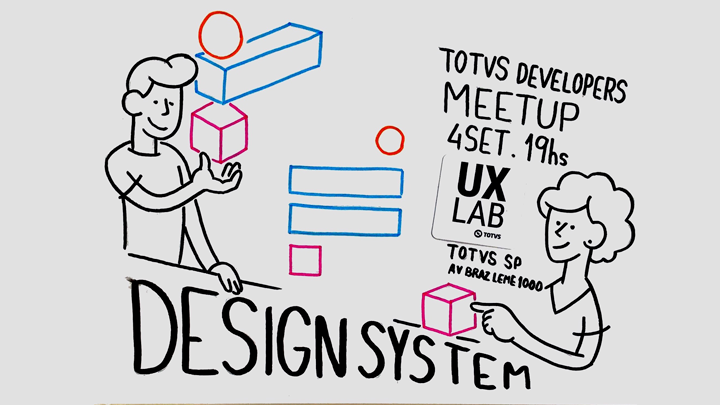 TOTVS DEVELOPERS
MEETUP
4SET. 19hs
UX
LAB
TOTVS
TOTVS SP
AV BRAZ LEME 1000
DESIGN SYSTEM